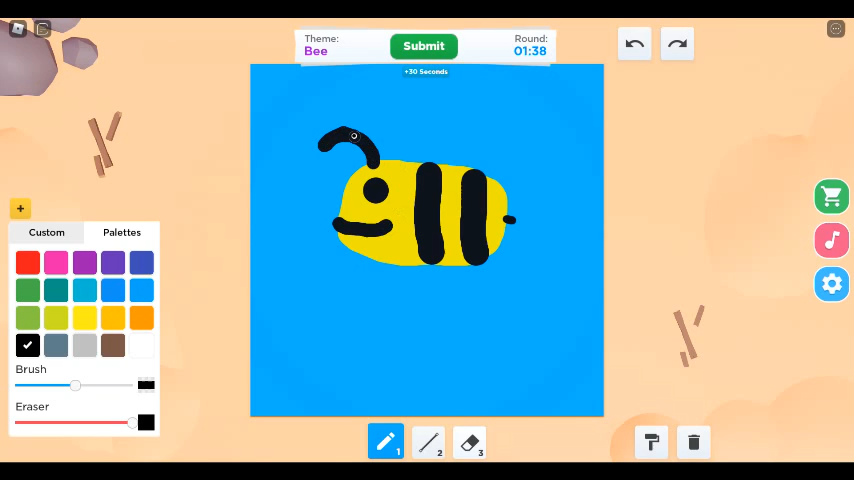 Theme:
Bee
Submit
Round:
01:38
+30 Seconds
+
Custom
Palettes
Brush
Eraser
1
2
3